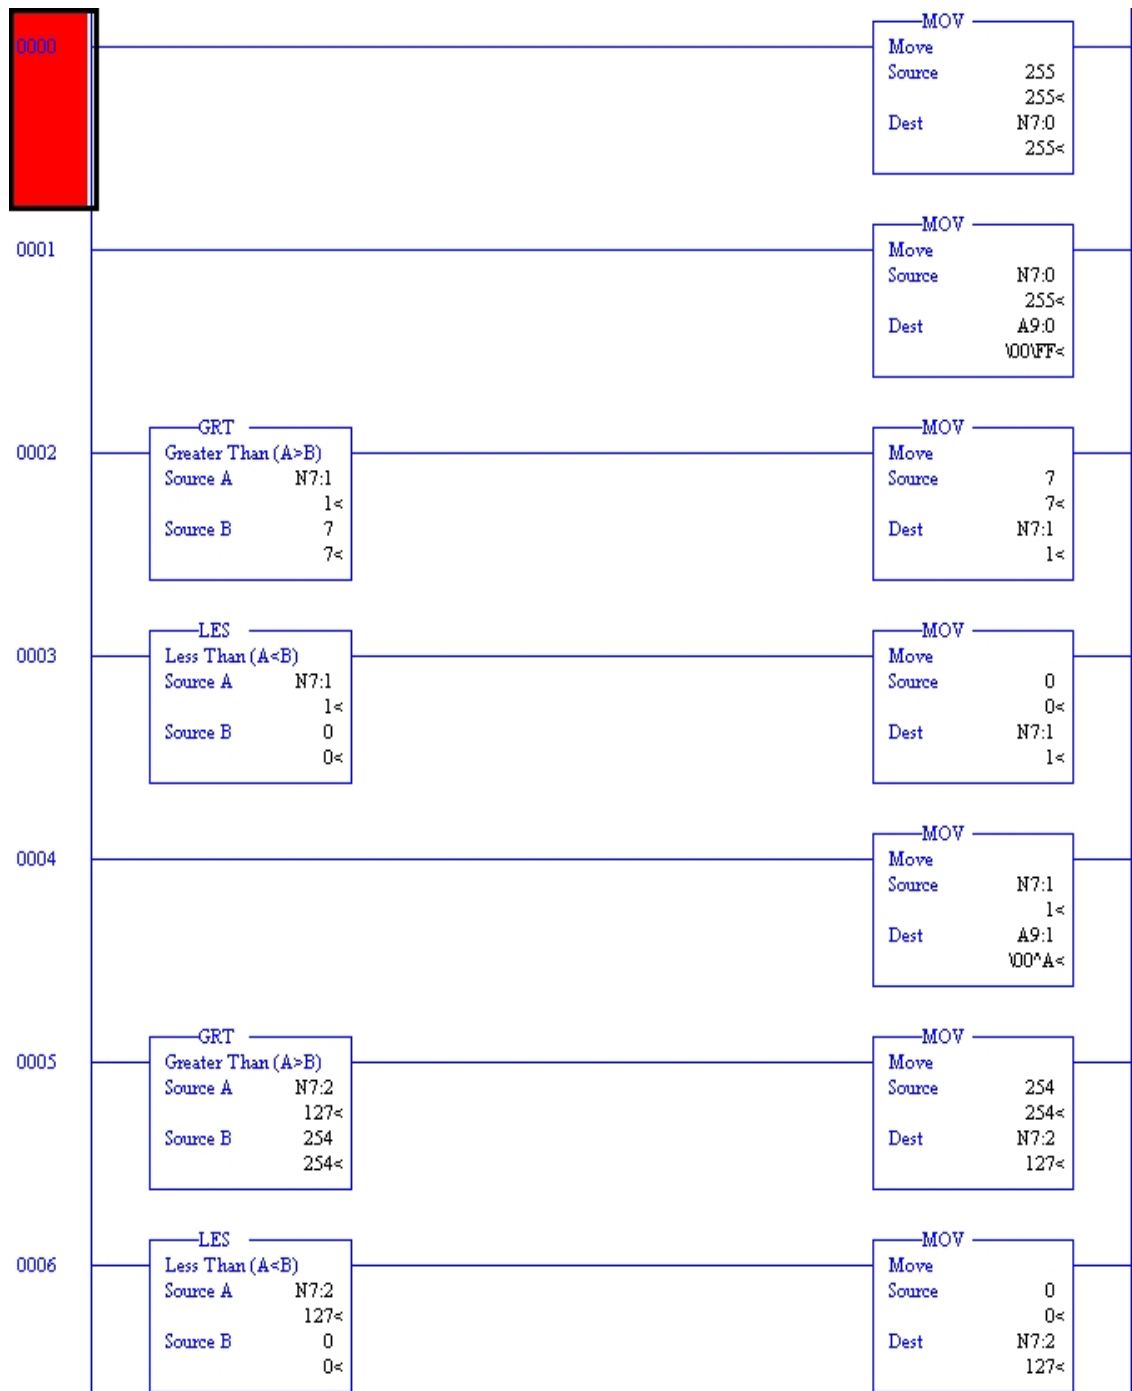 MOV
0000
Move
Source 255
255<
Dest N7:0
255<
MOV
0001
Move
Source N7:0
255<
Dest A9:0
\00\FF<
GRT
MOV
0002
Greater Than (A>B)
Source A N7:1
1<
Source B 7
7<
Move
Source 7
7<
Dest N7:1
1<
LES
MOV
0003
Less Than (A<B)
Source A N7:1
1<
Source B 0
0<
Move
Source 0
0<
Dest N7:1
1<
MOV
0004
Move
Source N7:1
1<
Dest A9:1
\00^A<
GRT
MOV
0005
Greater Than (A>B)
Source A N7:2
127<
Source B 254
254<
Move
Source 254
254<
Dest N7:2
127<
LES
MOV
0006
Less Than (A<B)
Source A N7:2
127<
Source B 0
0<
Move
Source 0
0<
Dest N7:2
127<